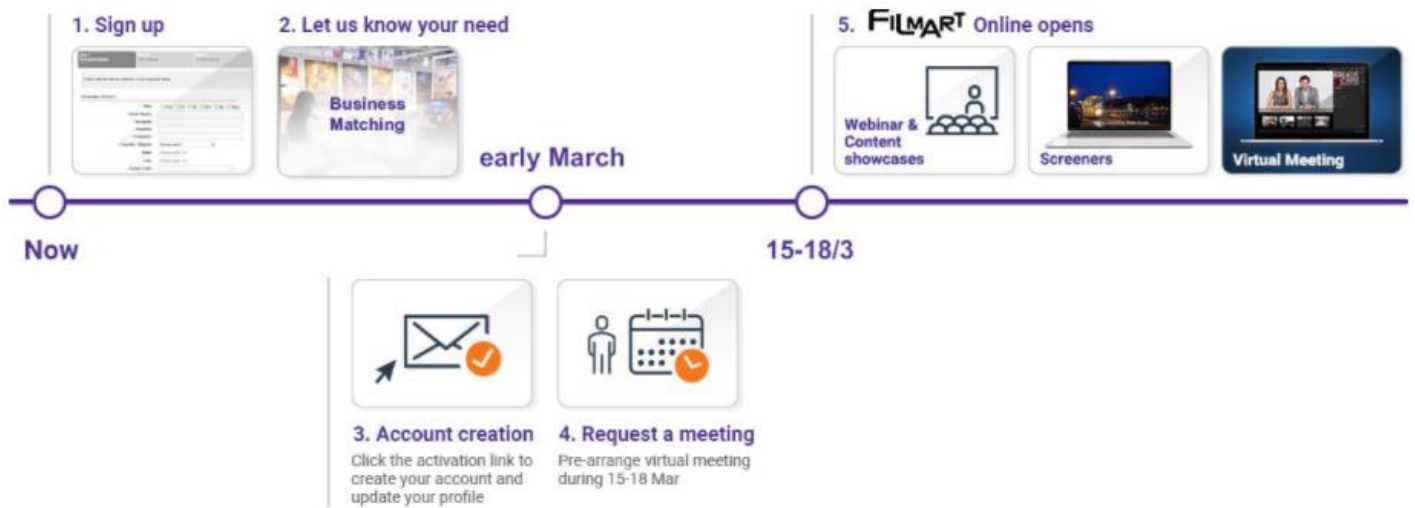 1. Sign up
2. Let us know your need
Business
Matching
early March
5. FILMART Online opens
Webinar &
Content
showcases
Screeners
Virtual Meeting
Now
15-18/3
3. Account creation
Click the activation link to
create your account and
update your profile
4. Request a meeting
Pre-arrange virtual meeting
during 15-18 Mar